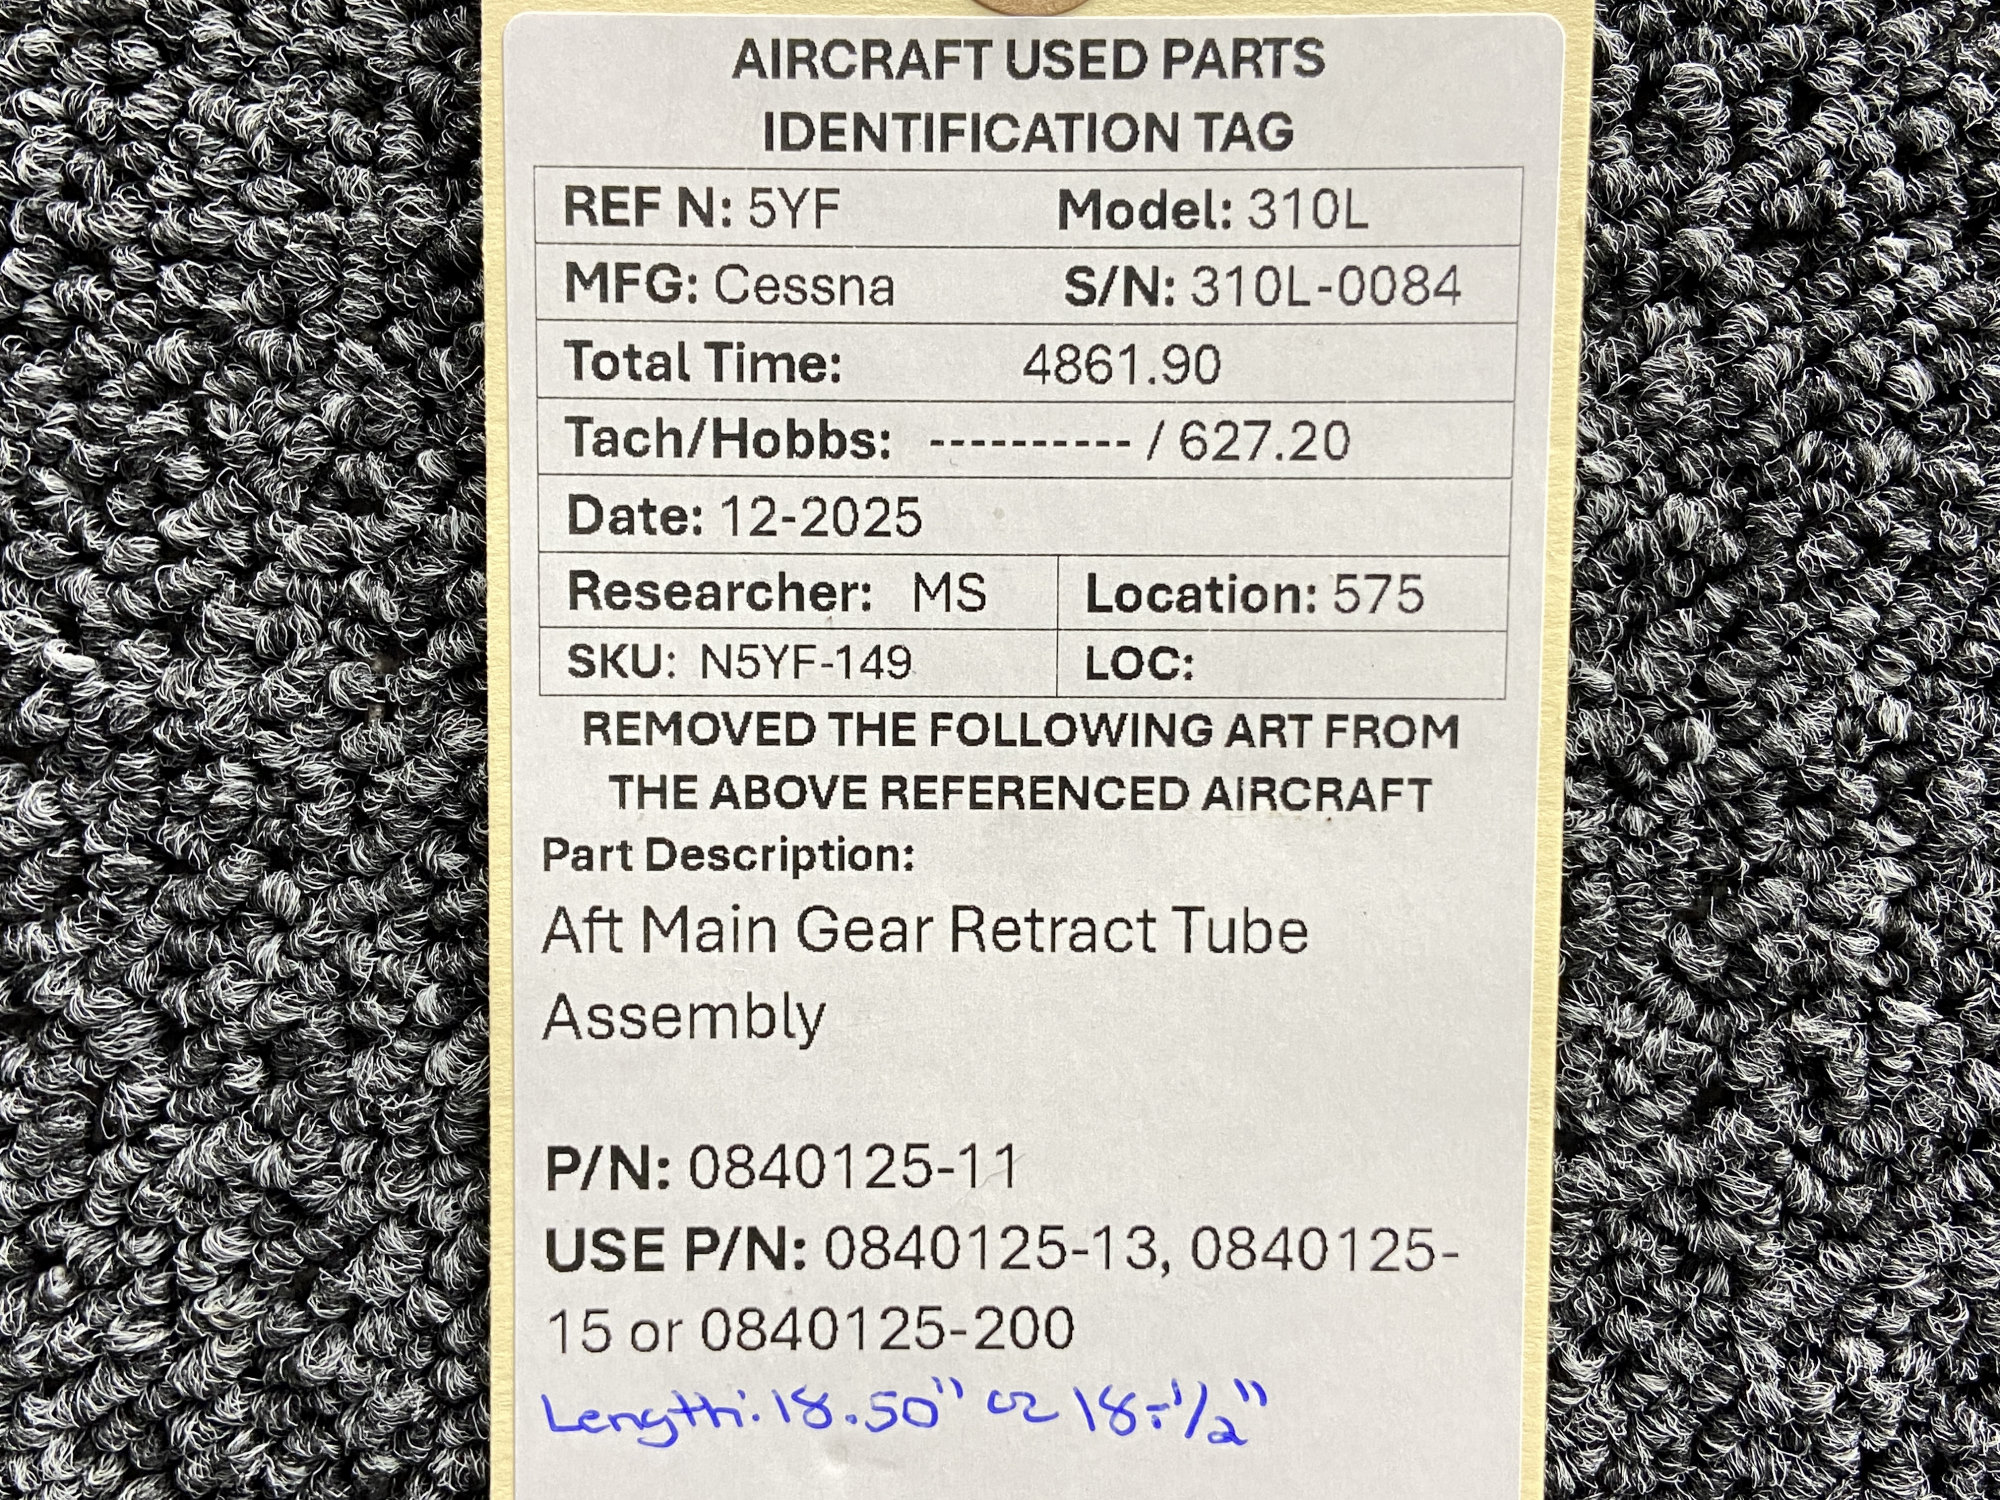 AIRCRAFT USED PARTS
IDENTIFICATION TAG
REF N: 5YF Model: 310L
MFG: Cessna S/N: 310L-0084
Total Time: 4861.90
Tach/Hobbs: ---------- / 627.20
Date: 12-2025
Researcher: MS Location: 575
SKU: N5YF-149 LOC:
REMOVED THE FOLLOWING ART FROM
THE ABOVE REFERENCED AIRCRAFT
Part Description:
Aft Main Gear Retract Tube
Assembly
P/N: 0840125-11
USE P/N: 0840125-13, 0840125-
15 or 0840125-200
Length: 18.50" or 18-1/2"